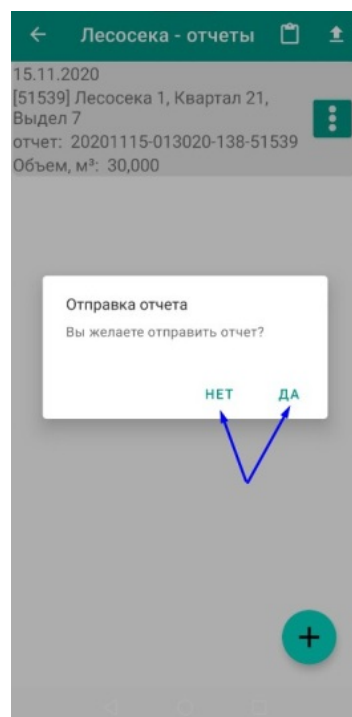 Лесосека - отчеты
15.11.2020
[51539] Лесосека 1, Квартал 21,
Выдел 7
отчет: 20201115-013020-138-51539
Объем, м³: 30,000
Отправка отчета
Вы желаете отправить отчет?
НЕТ ДА